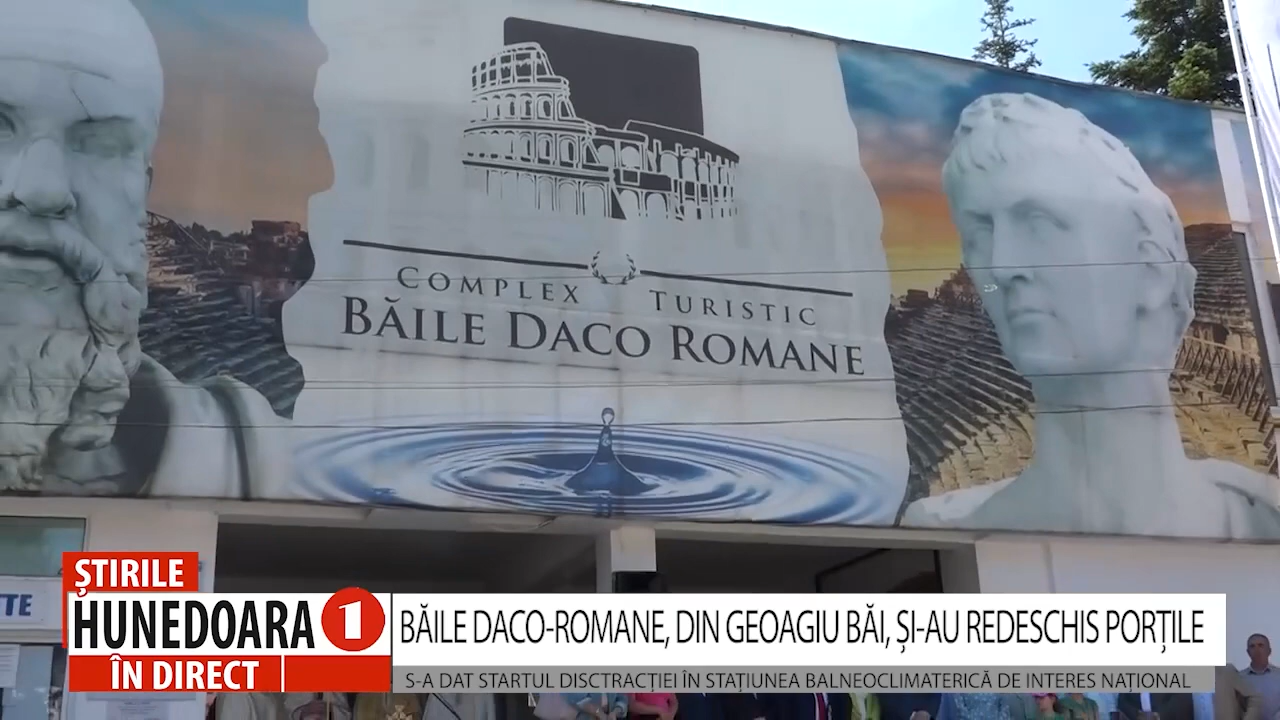 COMPLEX TURISTIC
BĂILE DACO ROMANE
TTE
ȘTIRILE
HUNEDOARA 1
ÎN DIRECT
BĂILE DACO-ROMANE, DIN GEOAGIU BĂI, ȘI-AU REDESCHIS PORȚILE
S-A DAT STARTUL DISCTRACȚIEI ÎN STAȚIUNEA BALNEOCLIMATERICĂ DE INTERES NAȚIONAL